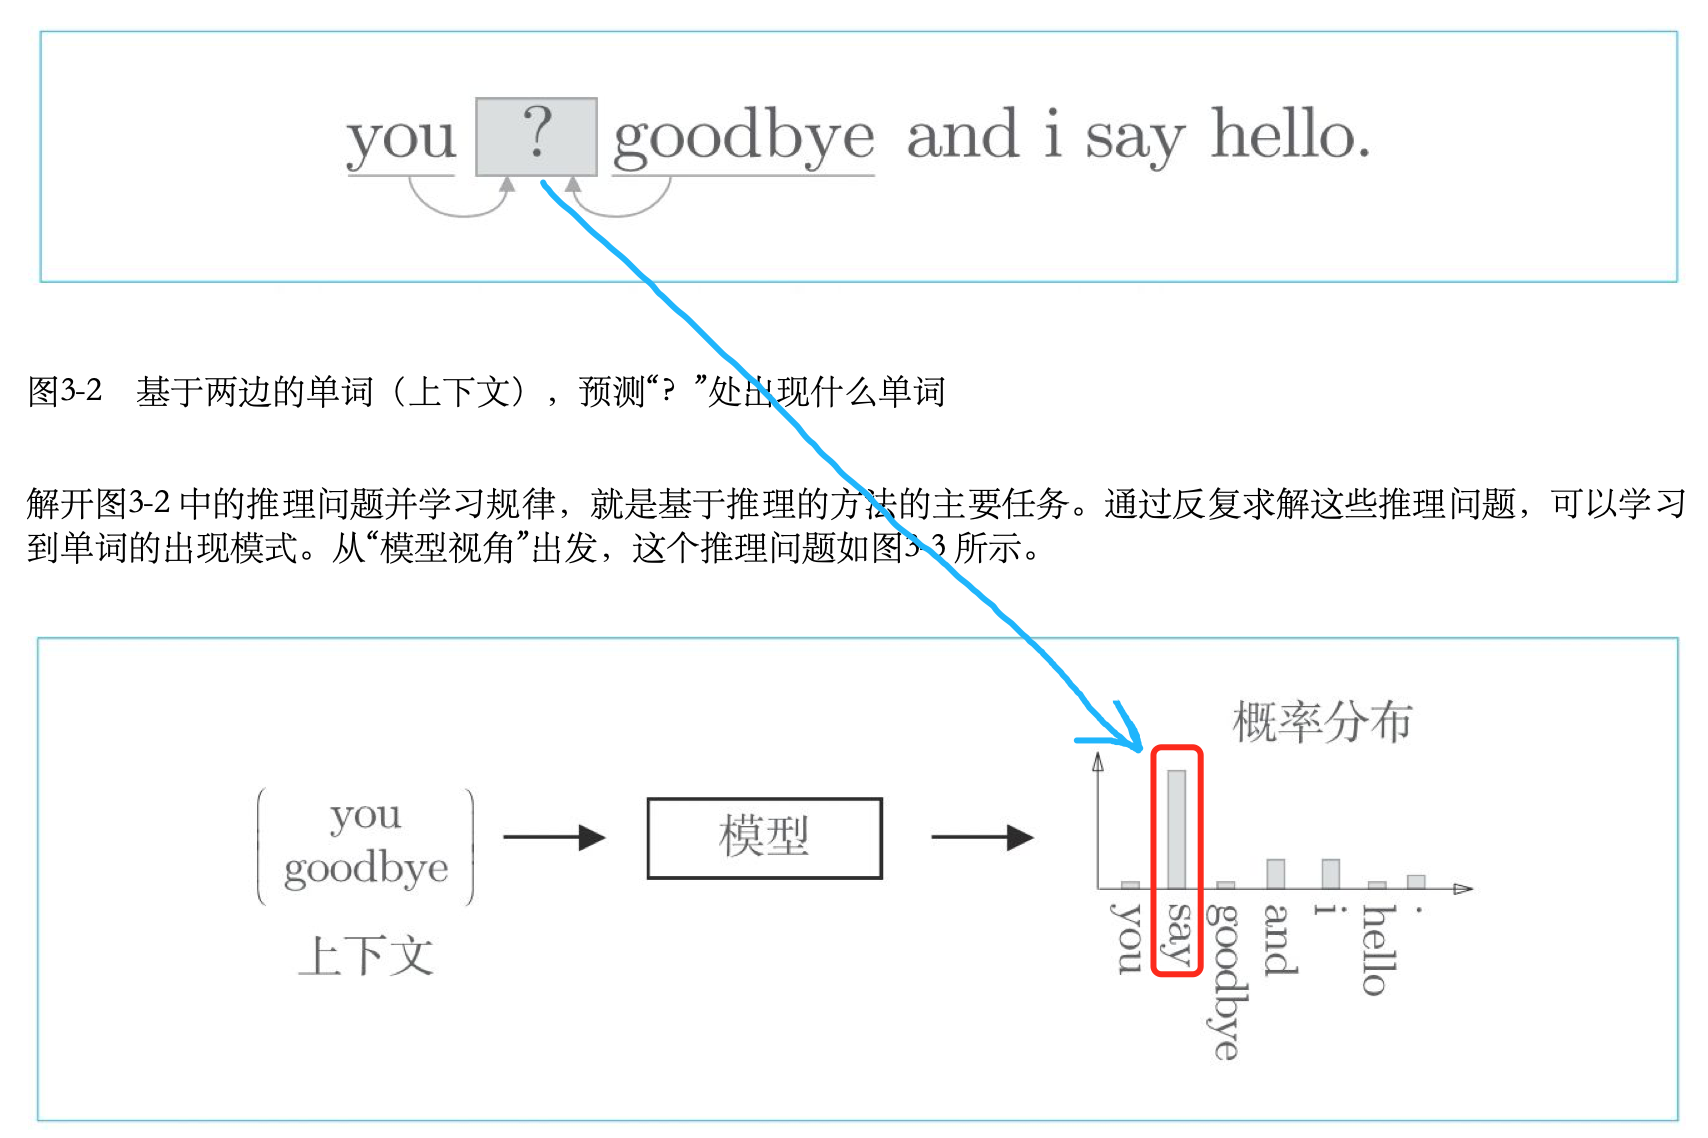 you ? goodbye and i say hello.
图3-2 基于两边的单词（上下文），预测“？”处出现什么单词
解开图3-2 中的推理问题并学习规律，就是基于推理的方法的主要任务。通过反复求解这些推理问题，可以学习
到单词的出现模式。从“模型视角”出发，这个推理问题如图3-3 所示。
概率分布
you
goodbye
上下文
模型
you
say
goodbye
and
i
hello
.